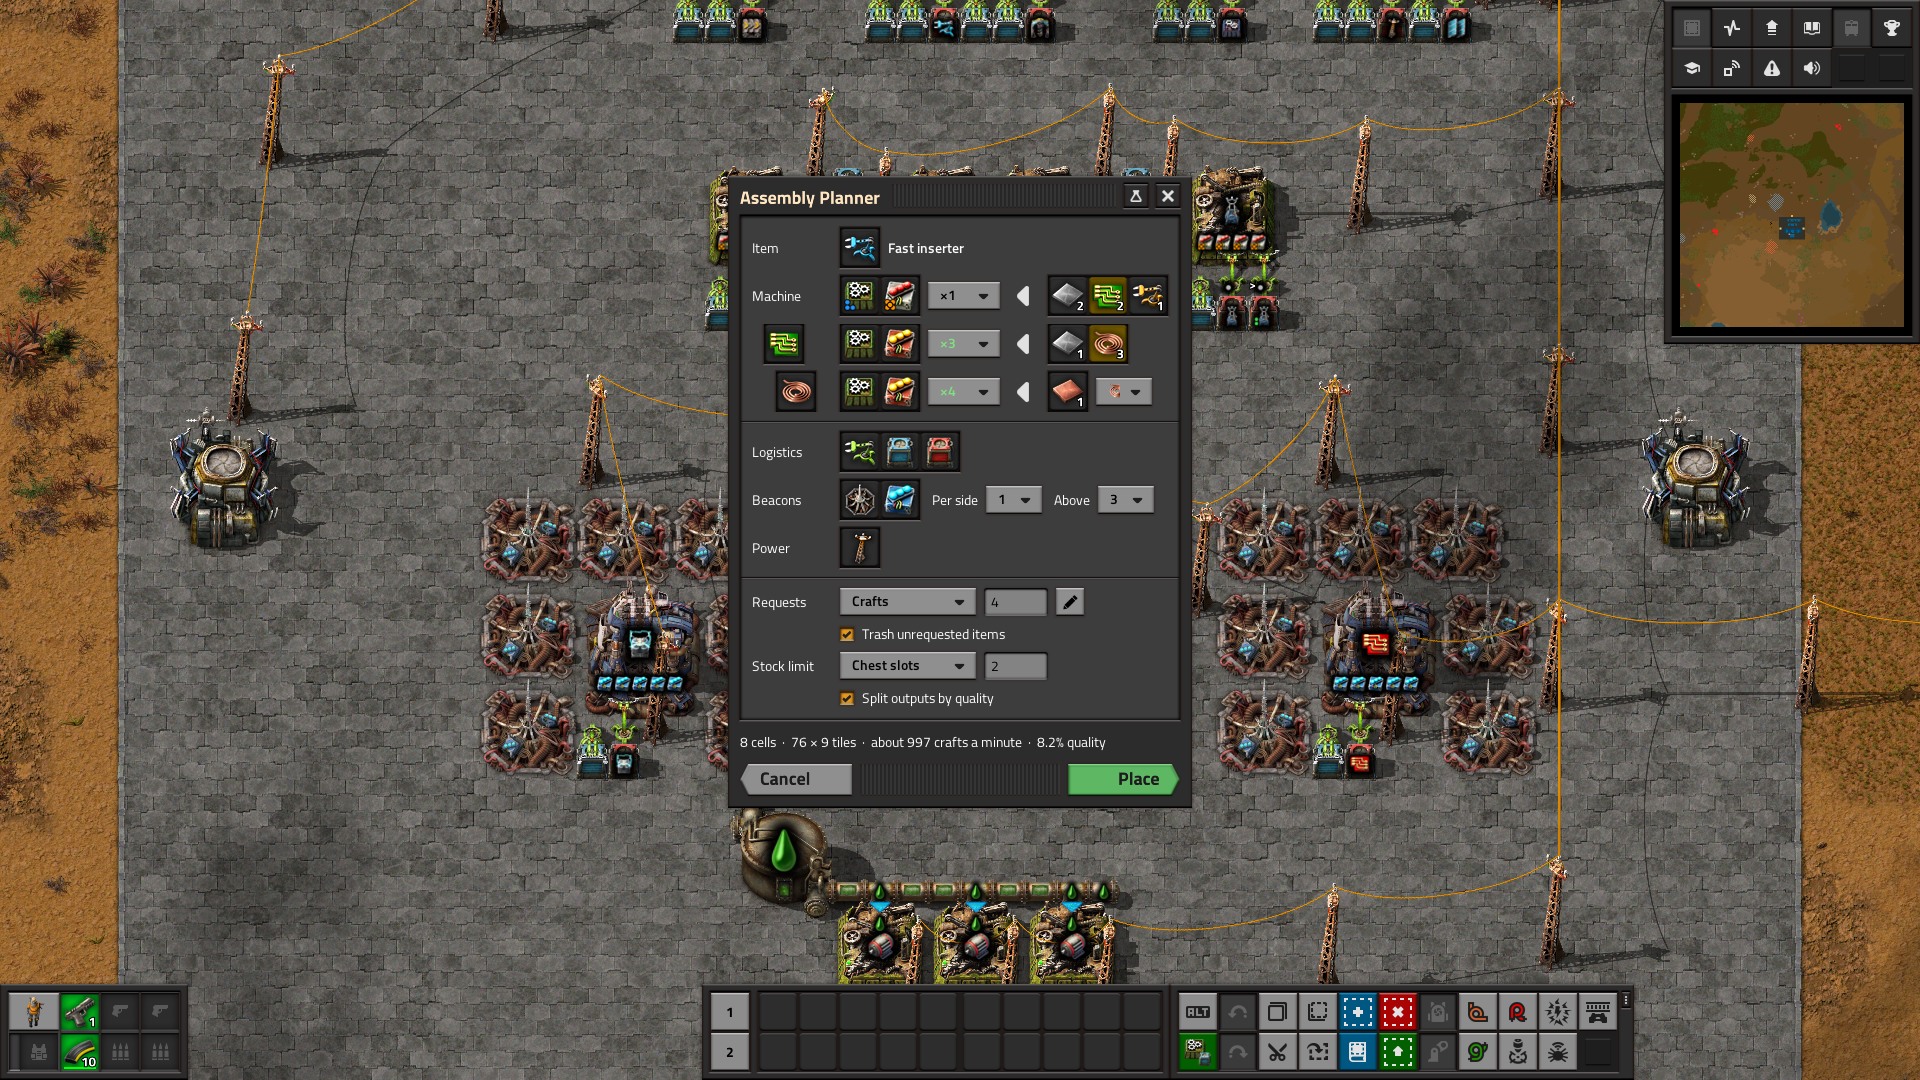 Assembly Planner
Item Fast inserter
Machine ×1 2 2 1
×3 1 3
×4 1
Logistics
Beacons Per side 1 Above 3
Power
Requests Crafts 4
Trash unrequested items
Stock limit Chest slots 2
Split outputs by quality
8 cells · 76 × 9 tiles · about 997 crafts a minute · 8.2% quality
Cancel Place
1
10
1
2
ALT